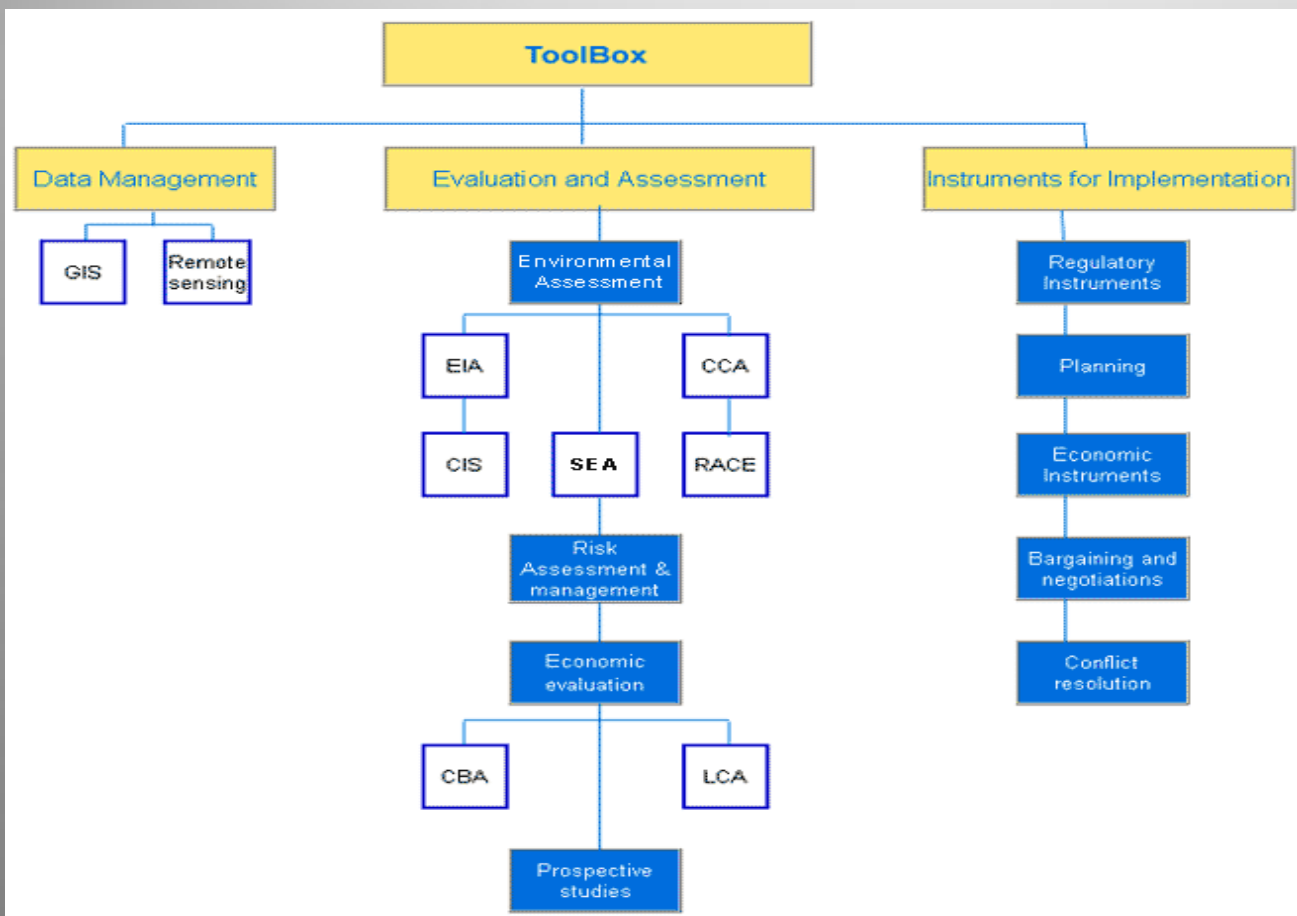 ToolBox
Data Management
Evaluation and Assessment
Instruments for Implementation
GIS
Remote
sensing
Environmental
Assessment
EIA
CCA
CIS
SEA
RACE
Risk
Assessment &
management
Economic
evaluation
CBA
LCA
Prospective
studies
Regulatory
Instruments
Planning
Economic
Instruments
Bargaining and
negotiations
Conflict
resolution